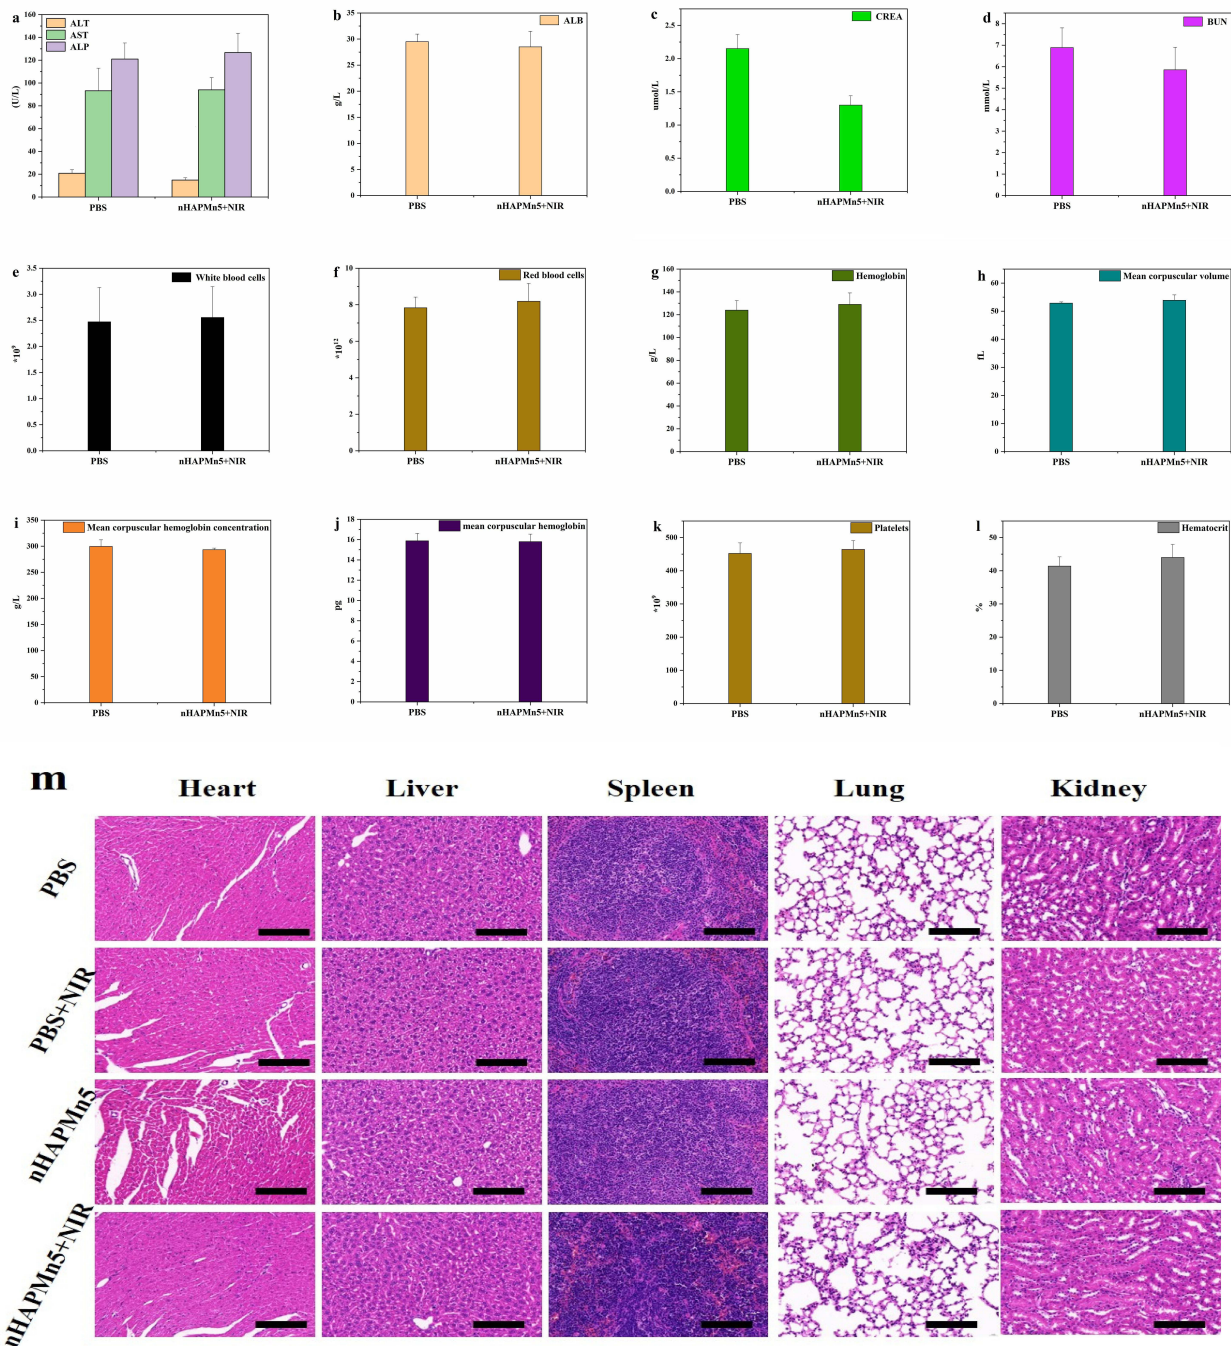 a
ALT
AST
ALP
(U/L)
160
140
120
100
80
60
40
20
0
PBS
nHAPMn5+NIR
b
ALB
g/L
35
30
25
20
15
10
5
0
PBS
nHAPMn5+NIR
c
CREA
umol/L
2.5
2.0
1.5
1.0
0.5
0.0
PBS
nHAPMn5+NIR
d
BUN
mmol/L
8
7
6
5
4
3
2
1
0
PBS
nHAPMn5+NIR
e
White blood cells
*10⁹
3.5
3.0
2.5
2.0
1.5
1.0
0.5
0.0
PBS
nHAPMn5+NIR
f
Red blood cells
*10¹²
10
8
6
4
2
0
PBS
nHAPMn5+NIR
g
Hemoglobin
g/L
160
140
120
100
80
60
40
20
0
PBS
nHAPMn5+NIR
h
Mean corpuscular volume
fL
60
50
40
30
20
10
0
PBS
nHAPMn5+NIR
i
Mean corpuscular hemoglobin concentration
g/L
350
300
250
200
150
100
50
0
PBS
nHAPMn5+NIR
j
mean corpuscular hemoglobin
pg
18
16
14
12
10
8
6
4
2
0
PBS
nHAPMn5+NIR
k
Platelets
*10⁹
500
400
300
200
100
0
PBS
nHAPMn5+NIR
l
Hematocrit
%
50
40
30
20
10
0
PBS
nHAPMn5+NIR
m
Heart Liver Spleen Lung Kidney
PBS
PBS+NIR
nHAPMn5
nHAPMn5+NIR